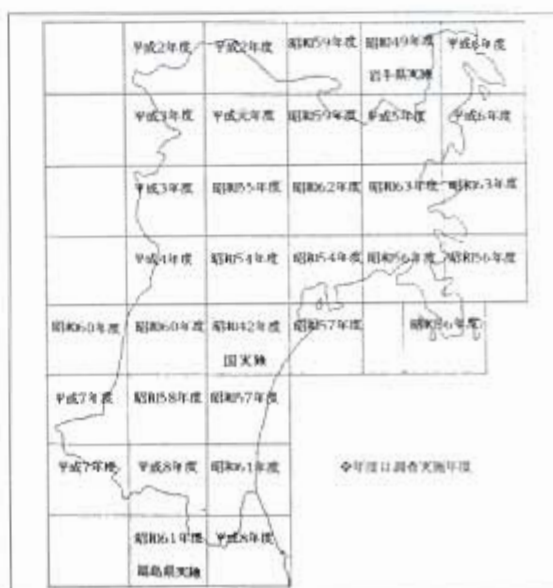 平成2年度 平成2年度 昭和59年度 昭和49年度 平成6年度
岩手県実施
平成3年度 平成元年度 昭和59年度 平成5年度 平成6年度
平成3年度 昭和55年度 昭和62年度 昭和63年度 昭和63年度
平成4年度 昭和54年度 昭和54年度 昭和56年度 昭和56年度
昭和60年度 昭和60年度 昭和42年度 昭和57年度 昭和56年度
国実施
平成7年度 昭和58年度 昭和57年度
平成7年度 平成8年度 昭和61年度 各年度は調査実施年度
昭和61年度 平成8年度
福島県実施